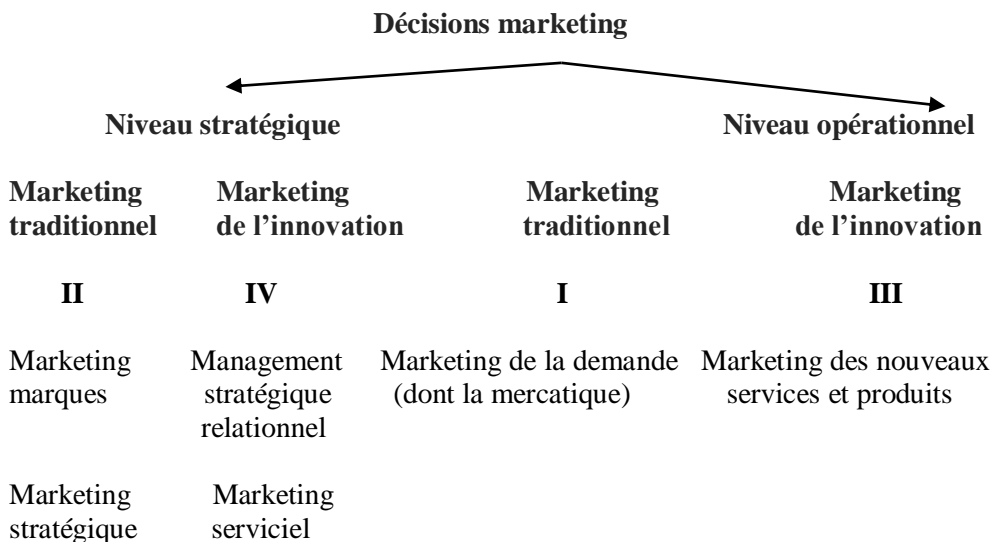 Décisions marketing
Niveau stratégique Niveau opérationnel
Marketing Marketing Marketing Marketing
traditionnel de l’innovation traditionnel de l’innovation
II IV I III
Marketing Management Marketing de la demande Marketing des nouveaux
marques stratégique (dont la mercatique) services et produits
relationnel
Marketing Marketing
stratégique serviciel